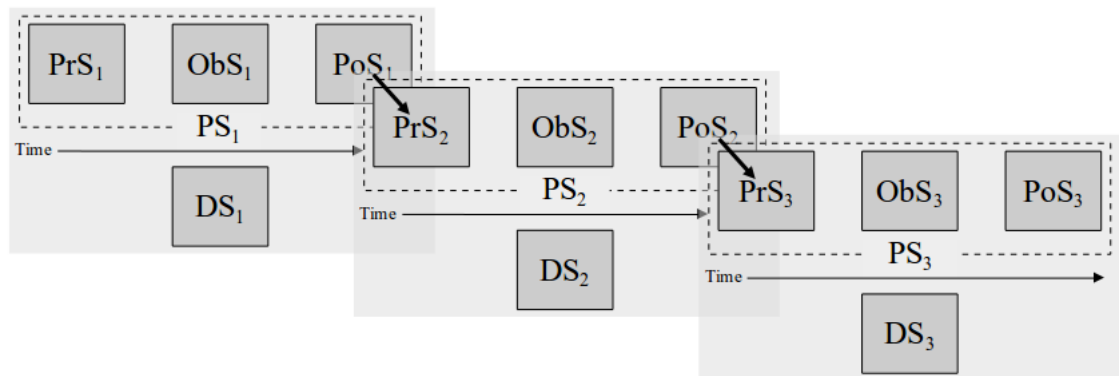 PrS₁ ObS₁ PoS₁
PS₁
Time
DS₁
PrS₂ ObS₂ PoS₂
PS₂
Time
DS₂
PrS₃ ObS₃ PoS₃
PS₃
Time
DS₃